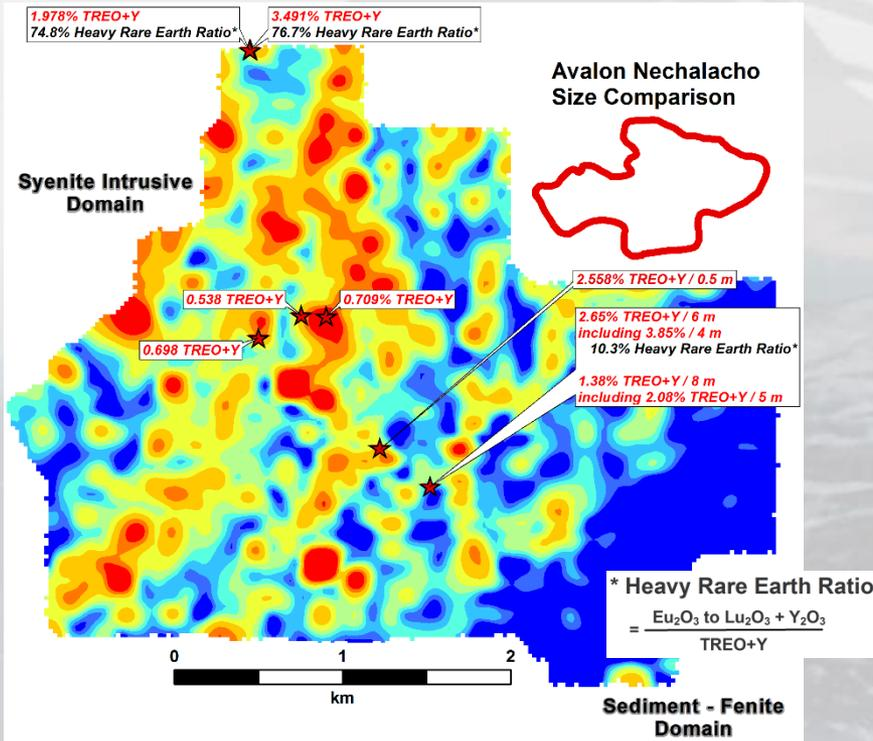 1.978% TREO+Y
74.8% Heavy Rare Earth Ratio*
3.491% TREO+Y
76.7% Heavy Rare Earth Ratio*
Avalon Nechalacho
Size Comparison
Syenite Intrusive
Domain
2.558% TREO+Y / 0.5 m
0.538 TREO+Y
0.709% TREO+Y
2.65% TREO+Y / 6 m
including 3.85% / 4 m
10.3% Heavy Rare Earth Ratio*
0.698 TREO+Y
1.38% TREO+Y / 8 m
including 2.08% TREO+Y / 5 m
* Heavy Rare Earth Ratio
= Eu₂O₃ to Lu₂O₃ + Y₂O₃
TREO+Y
0 1 2
km
Sediment - Fenite
Domain